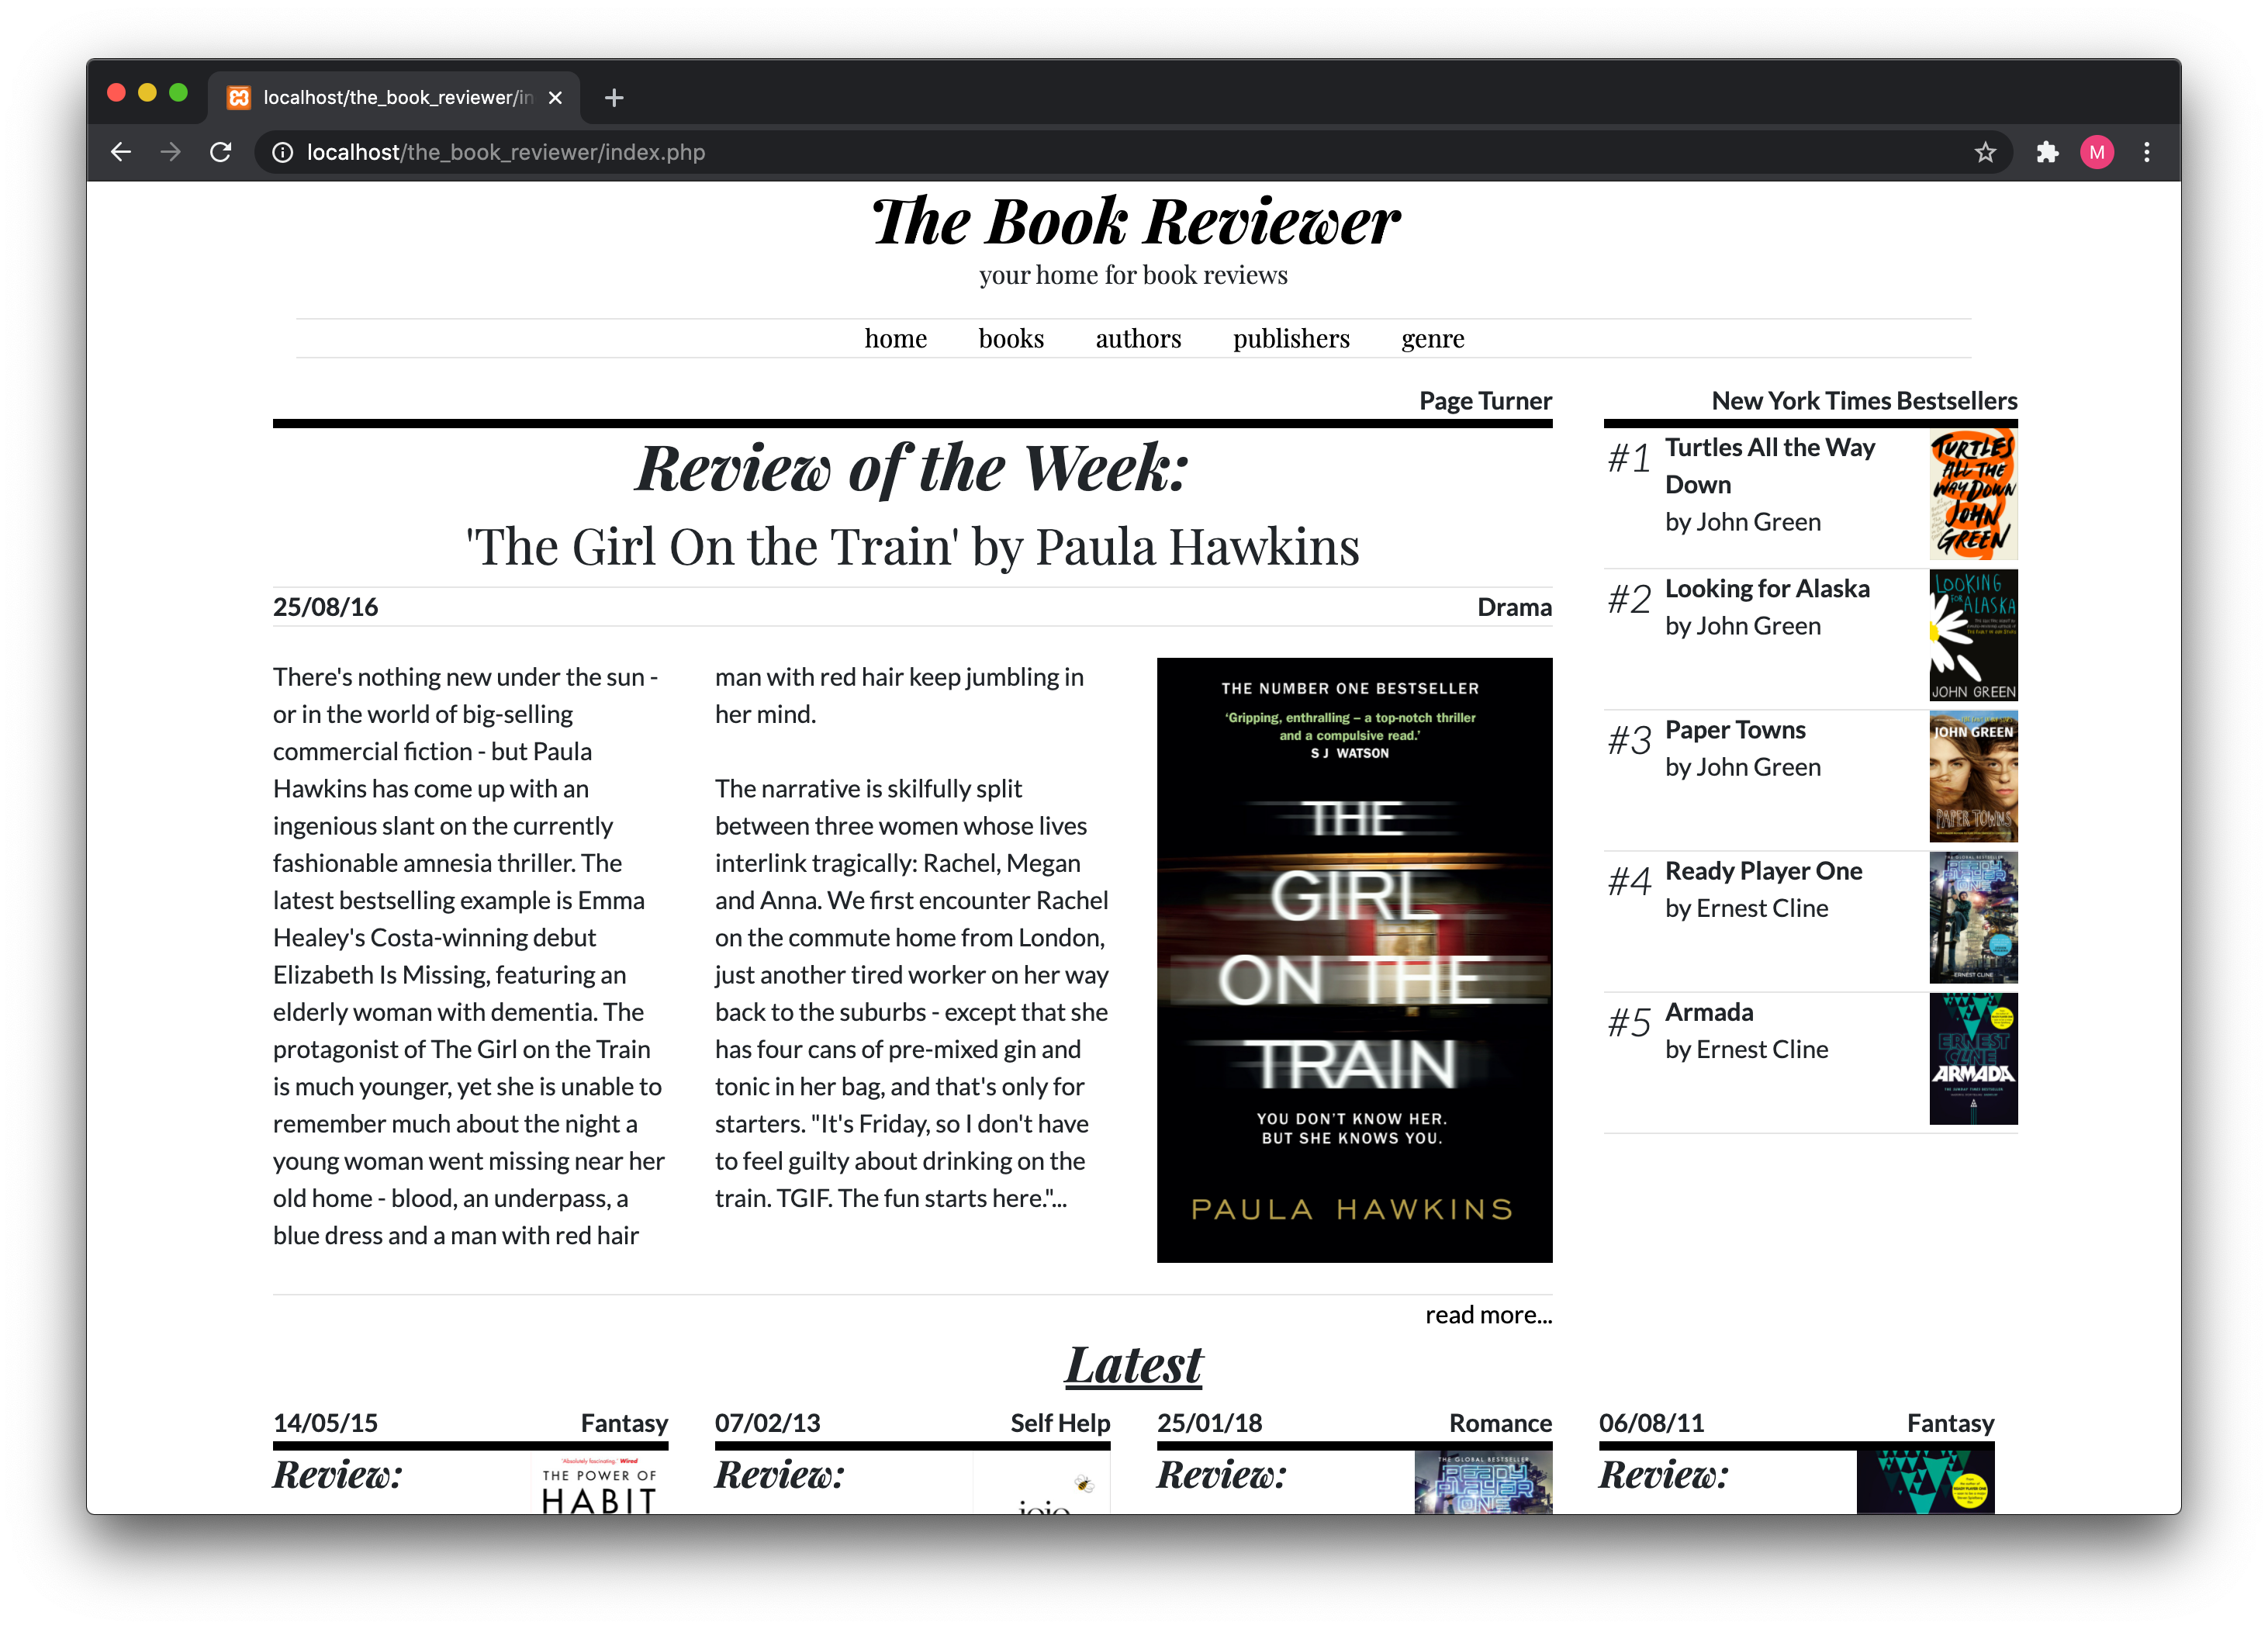 localhost/the_book_reviewer/in
localhost/the_book_reviewer/index.php
M
The Book Reviewer
your home for book reviews
home books authors publishers genre
Page Turner
Review of the Week:
'The Girl On the Train' by Paula Hawkins
25/08/16 Drama
There's nothing new under the sun -
or in the world of big-selling
commercial fiction - but Paula
Hawkins has come up with an
ingenious slant on the currently
fashionable amnesia thriller. The
latest bestselling example is Emma
Healey's Costa-winning debut
Elizabeth Is Missing, featuring an
elderly woman with dementia. The
protagonist of The Girl on the Train
is much younger, yet she is unable to
remember much about the night a
young woman went missing near her
old home - blood, an underpass, a
blue dress and a man with red hair
man with red hair keep jumbling in
her mind.
The narrative is skilfully split
between three women whose lives
interlink tragically: Rachel, Megan
and Anna. We first encounter Rachel
on the commute home from London,
just another tired worker on her way
back to the suburbs - except that she
has four cans of pre-mixed gin and
tonic in her bag, and that's only for
starters. "It's Friday, so I don't have
to feel guilty about drinking on the
train. TGIF. The fun starts here."...
THE NUMBER ONE BESTSELLER
'Gripping, enthralling – a top-notch thriller
and a compulsive read.'
S J WATSON
THE
GIRL
ON THE
TRAIN
YOU DON'T KNOW HER.
BUT SHE KNOWS YOU.
PAULA HAWKINS
read more...
New York Times Bestsellers
#1 Turtles All the Way
Down
by John Green
TURTLES
ALL THE
WAY DOWN
JOHN
GREEN
#2 Looking for Alaska
by John Green
LOOKING
FOR ALASKA
JOHN GREEN
#3 Paper Towns
by John Green
JOHN GREEN
PAPER TOWNS
#4 Ready Player One
by Ernest Cline
READY
PLAYER
ONE
ERNEST CLINE
#5 Armada
by Ernest Cline
ERNEST
CLINE
ARMADA
Latest
14/05/15 Fantasy
Review:
'Absolutely fascinating.' Wired
THE POWER OF
HABIT
07/02/13 Self Help
Review:
jojo
25/01/18 Romance
Review:
THE GLOBAL BESTSELLER
READY
PLAYER
ONE
06/08/11 Fantasy
Review: